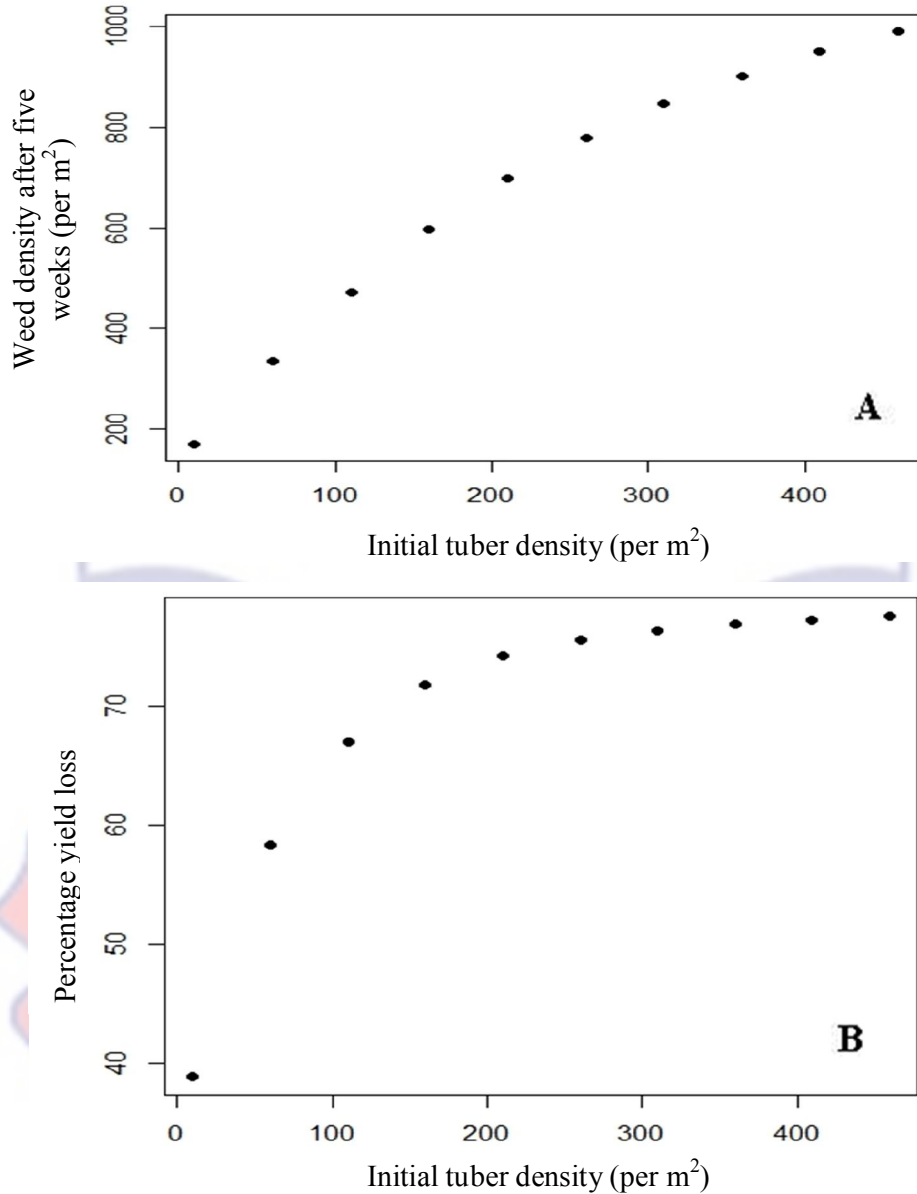 Weed density after five
weeks (per m²)
1000
800
600
400
200
0 100 200 300 400
A
Initial tuber density (per m²)
Percentage yield loss
70
60
50
40
0 100 200 300 400
B
Initial tuber density (per m²)